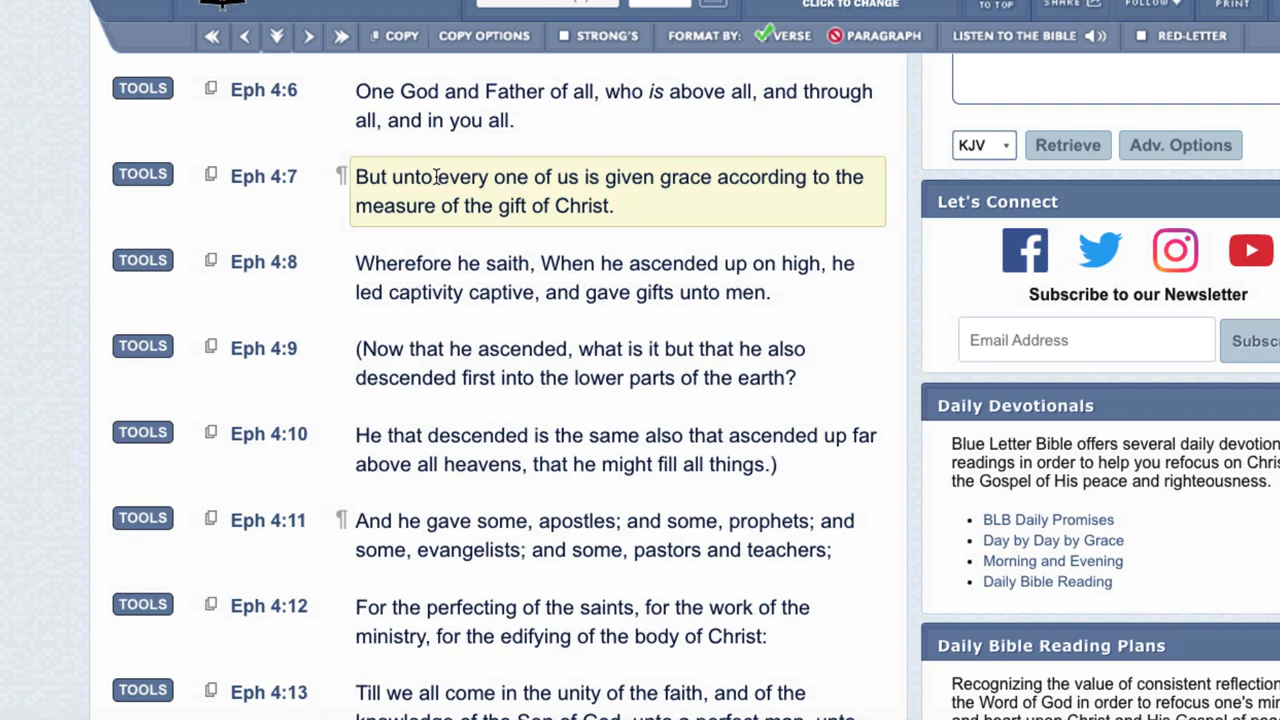 CLICK TO CHANGE
TO TOP
SHARE
FOLLOW
PRINT
COPY
COPY OPTIONS
STRONG'S
FORMAT BY:
VERSE
PARAGRAPH
LISTEN TO THE BIBLE
RED-LETTER
TOOLS
Eph 4:6
One God and Father of all, who is above all, and through
all, and in you all.
TOOLS
Eph 4:7
¶ But unto every one of us is given grace according to the
measure of the gift of Christ.
TOOLS
Eph 4:8
Wherefore he saith, When he ascended up on high, he
led captivity captive, and gave gifts unto men.
TOOLS
Eph 4:9
(Now that he ascended, what is it but that he also
descended first into the lower parts of the earth?
TOOLS
Eph 4:10
He that descended is the same also that ascended up far
above all heavens, that he might fill all things.)
TOOLS
Eph 4:11
¶ And he gave some, apostles; and some, prophets; and
some, evangelists; and some, pastors and teachers;
TOOLS
Eph 4:12
For the perfecting of the saints, for the work of the
ministry, for the edifying of the body of Christ:
TOOLS
Eph 4:13
Till we all come in the unity of the faith, and of the
knowledge of the Son of God, unto a perfect man, unto
KJV
Retrieve
Adv. Options
Let's Connect
Subscribe to our Newsletter
Email Address
Subsc
Daily Devotionals
Blue Letter Bible offers several daily devotion
readings in order to help you refocus on Chris
the Gospel of His peace and righteousness.
BLB Daily Promises
Day by Day by Grace
Morning and Evening
Daily Bible Reading
Daily Bible Reading Plans
Recognizing the value of consistent reflection
the Word of God in order to refocus one's mi